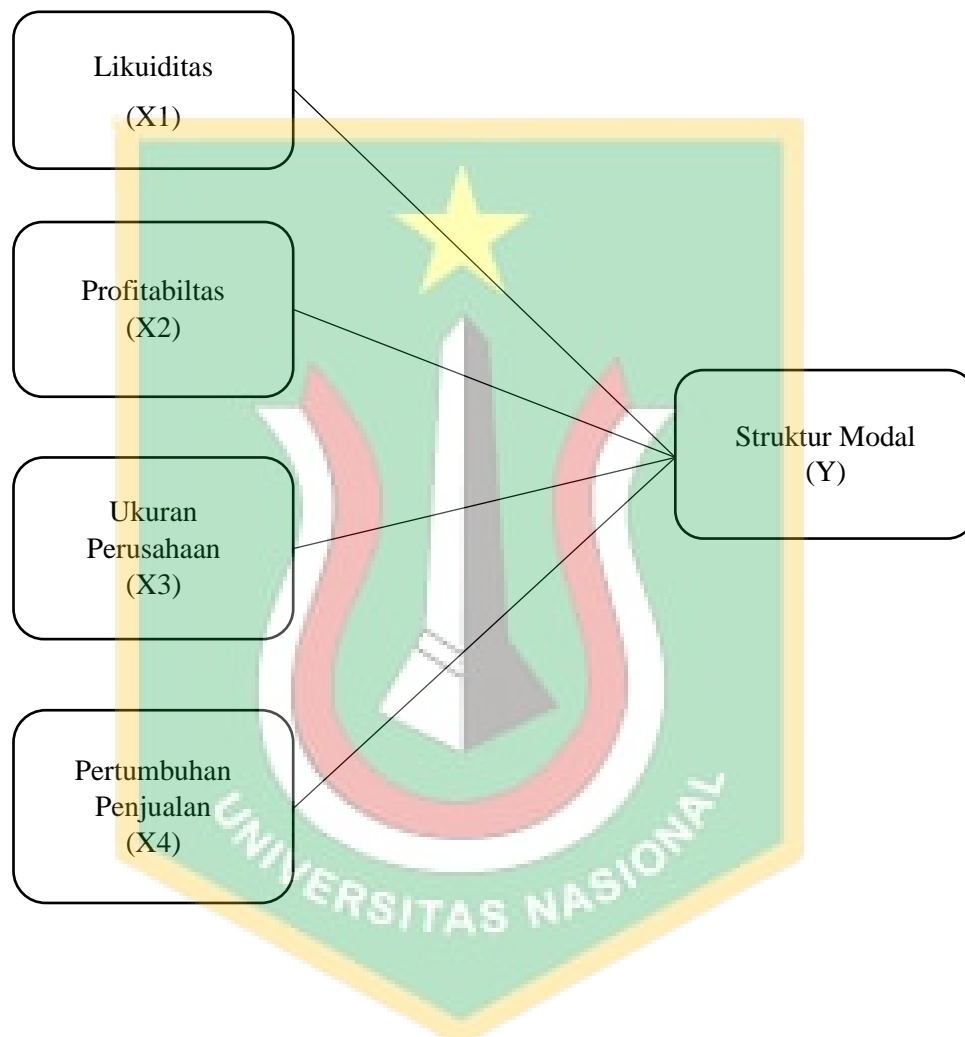 Likuiditas
(X1)
Profitabiltas
(X2)
Ukuran
Perusahaan
(X3)
Pertumbuhan
Penjualan
(X4)
Struktur Modal
(Y)
UNIVERSITAS NASIONAL